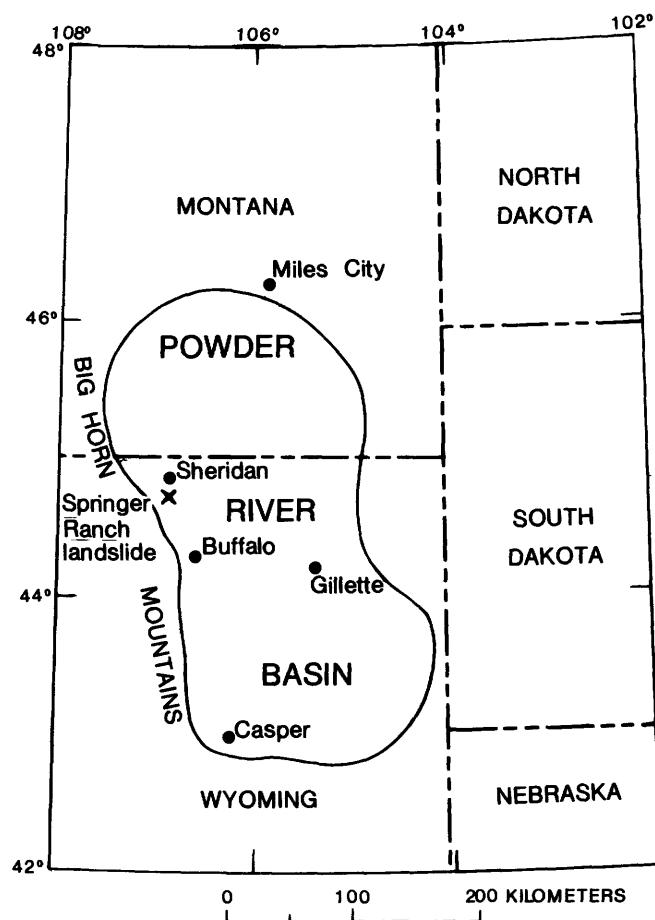 108° 106° 104° 102°
48°
NORTH
DAKOTA
MONTANA
Miles City
46°
POWDER
BIG HORN
Sheridan
Springer
Ranch
landslide
RIVER
SOUTH
DAKOTA
Buffalo
Gillette
44°
MOUNTAINS
BASIN
Casper
WYOMING
NEBRASKA
42°
0 100 200 KILOMETERS